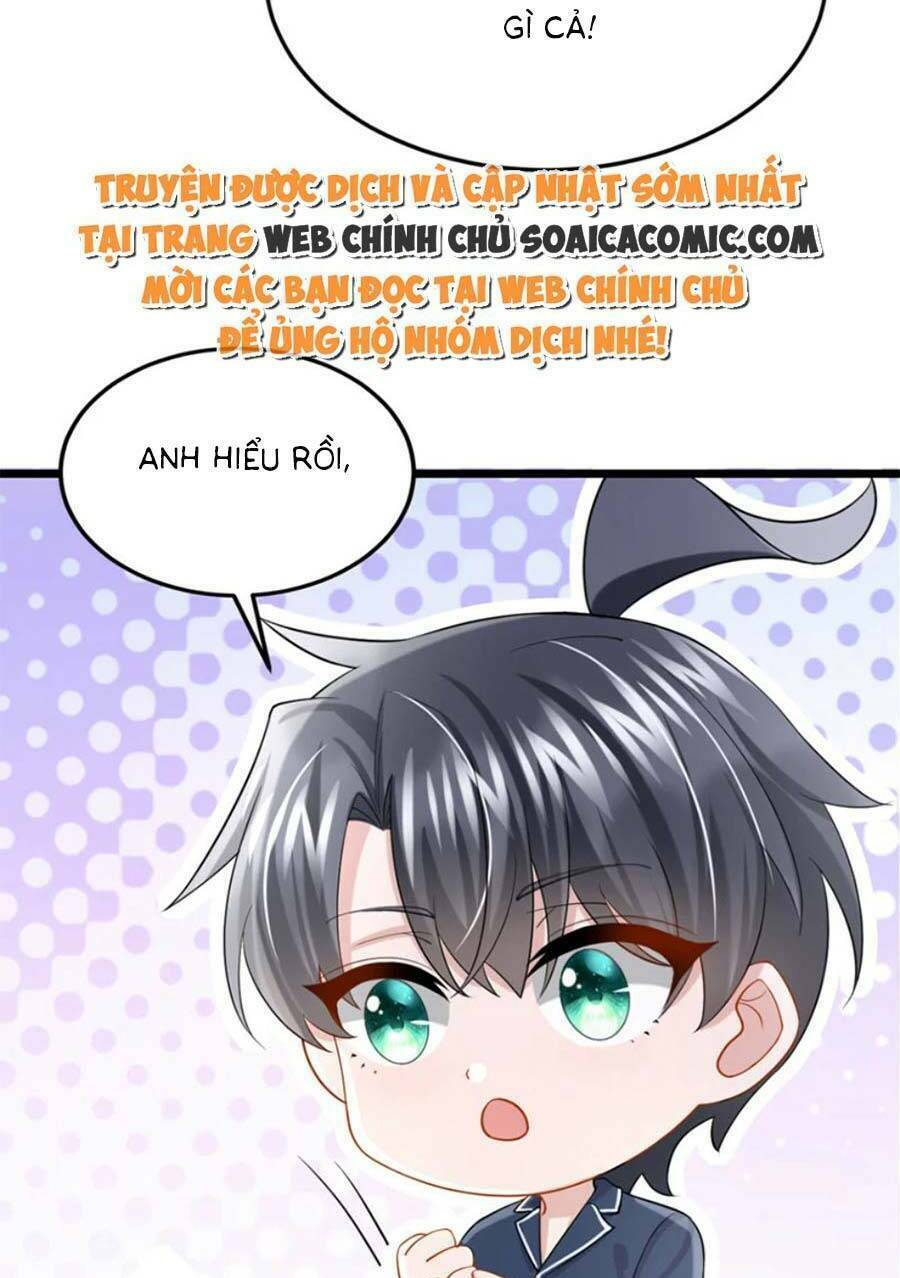 GÌ CẢ!
TRUYỆN ĐƯỢC DỊCH VÀ CẬP NHẬT SỚM NHẤT
TẠI TRANG WEB CHÍNH CHỦ SOAICACOMIC.COM
MỜI CÁC BẠN ĐỌC TẠI WEB CHÍNH CHỦ
ĐỂ ỦNG HỘ NHÓM DỊCH NHÉ!
ANH HIỂU RỒI,